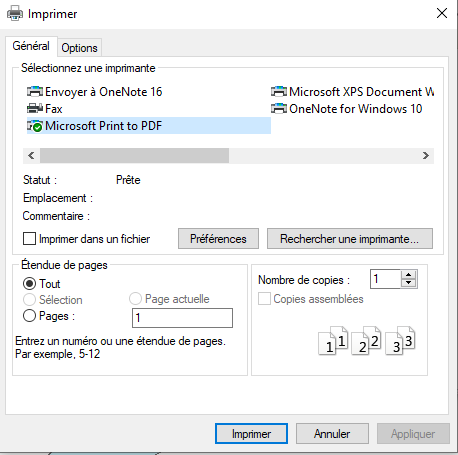 Imprimer
Général
Options
Sélectionnez une imprimante
Envoyer à OneNote 16
Microsoft XPS Document W
Fax
OneNote for Windows 10
Microsoft Print to PDF
Statut : Prête
Emplacement :
Commentaire :
Imprimer dans un fichier
Préférences
Rechercher une imprimante...
Étendue de pages
Tout
Sélection
Page actuelle
Pages : 1
Entrez un numéro ou une étendue de pages.
Par exemple, 5-12
Nombre de copies : 1
Copies assemblées
1 1 2 2 3 3
Imprimer
Annuler
Appliquer